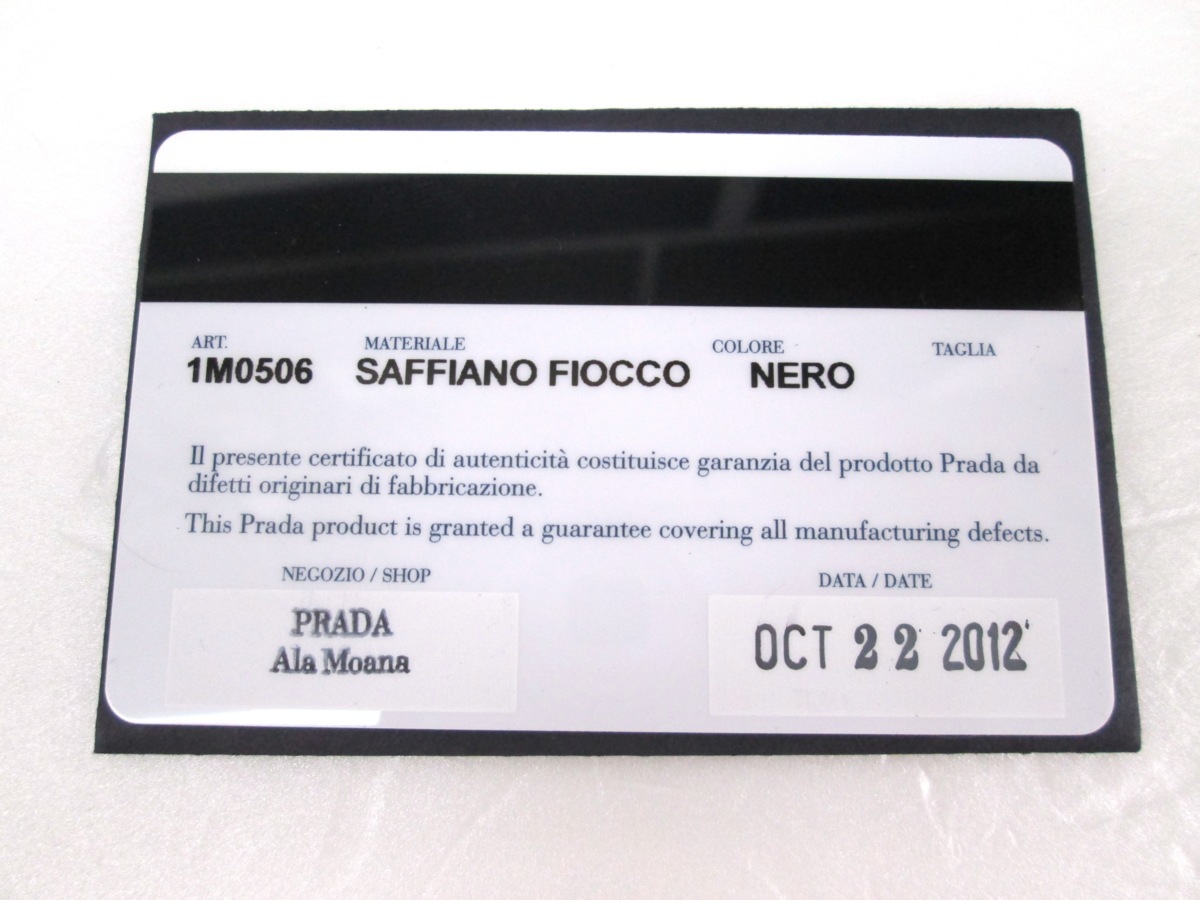 ART. MATERIALE COLORE TAGLIA
1M0506 SAFFIANO FIOCCO NERO
Il presente certificato di autenticità costituisce garanzia del prodotto Prada da
difetti originari di fabbricazione.
This Prada product is granted a guarantee covering all manufacturing defects.
NEGOZIO / SHOP DATA / DATE
PRADA
Ala Moana
OCT 22 2012